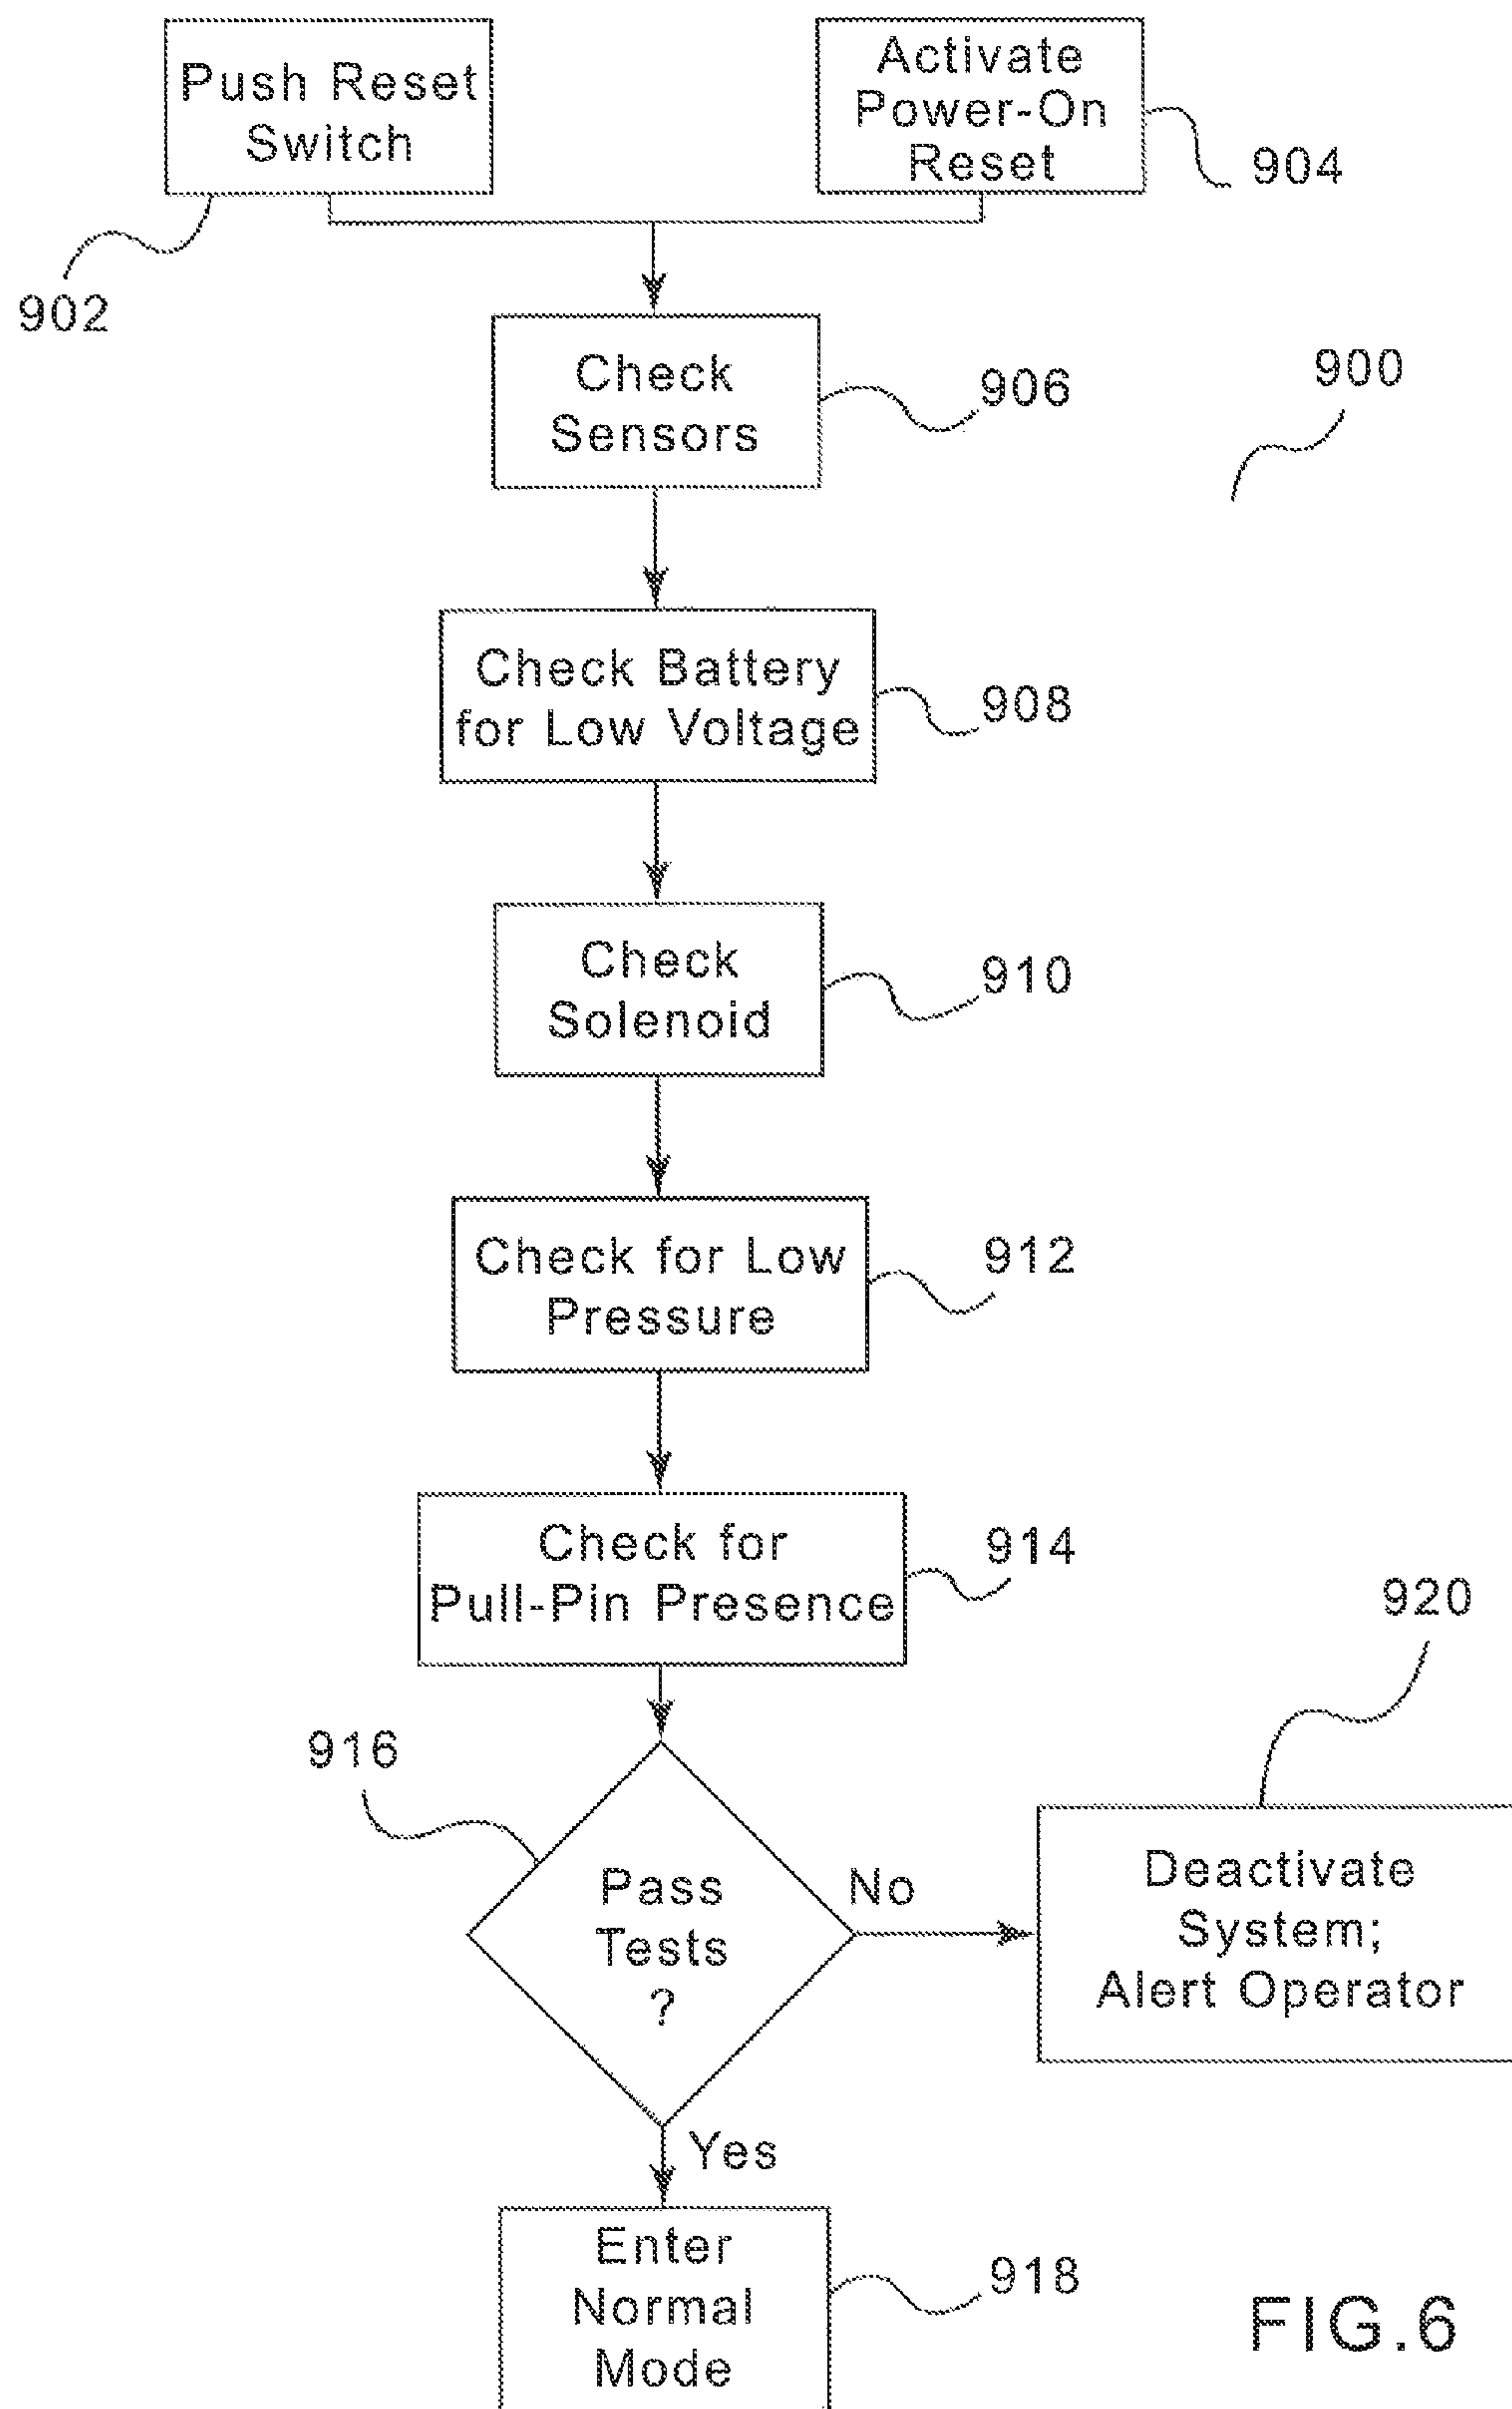 Push Reset
Switch
Activate
Power-On
Reset
904
902
Check
Sensors
906
900
Check Battery
for Low Voltage
908
Check
Solenoid
910
Check for Low
Pressure
912
Check for
Pull-Pin Presence
914
920
916
Pass
Tests
?
No
Deactivate
System;
Alert Operator
Yes
Enter
Normal
Mode
918
FIG.6